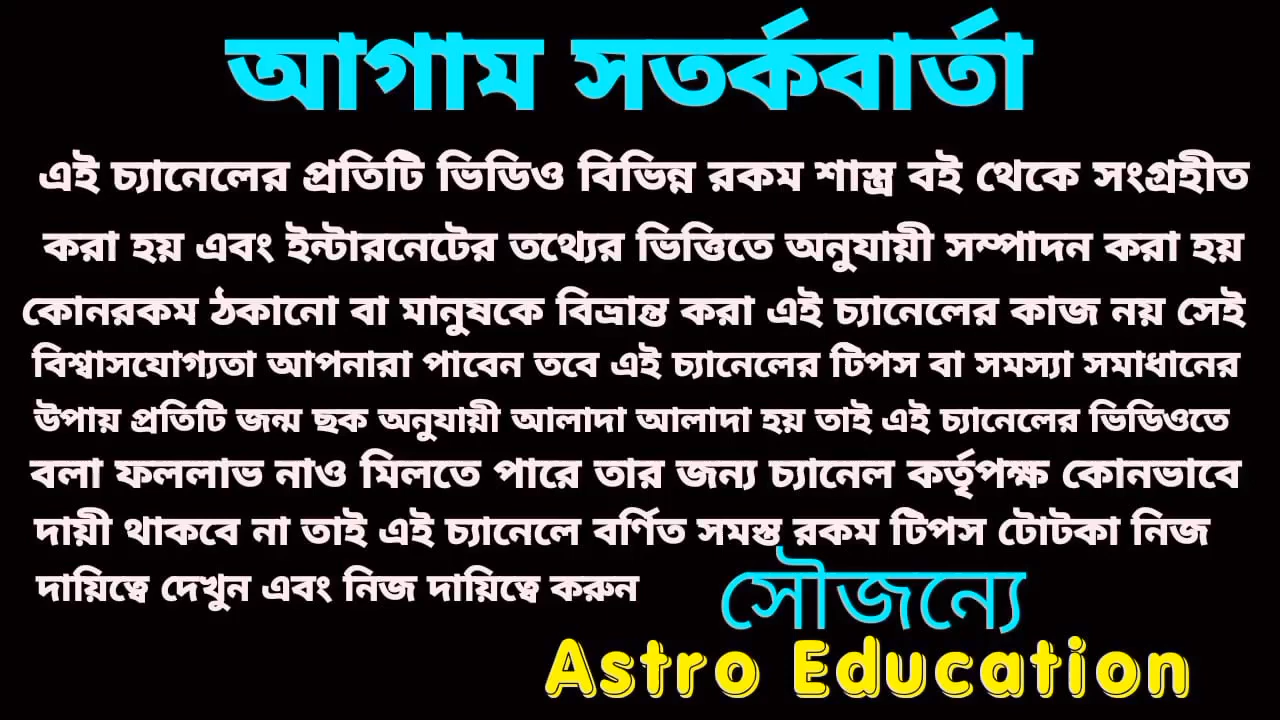 আগাম সতর্কবার্তা
এই চ্যানেলের প্রতিটি ভিডিও বিভিন্ন রকম শাস্ত্র বই থেকে সংগ্রহীত
করা হয় এবং ইন্টারনেটের তথ্যের ভিত্তিতে অনুযায়ী সম্পাদন করা হয়
কোনরকম ঠকানো বা মানুষকে বিভ্রান্ত করা এই চ্যানেলের কাজ নয় সেই
বিশ্বাসযোগ্যতা আপনারা পাবেন তবে এই চ্যানেলের টিপস বা সমস্যা সমাধানের
উপায় প্রতিটি জন্ম ছক অনুযায়ী আলাদা আলাদা হয় তাই এই চ্যানেলের ভিডিওতে
বলা ফললাভ নাও মিলতে পারে তার জন্য চ্যানেল কর্তৃপক্ষ কোনভাবে
দায়ী থাকবে না তাই এই চ্যানেলে বর্ণিত সমস্ত রকম টিপস টোটকা নিজ
দায়িত্বে দেখুন এবং নিজ দায়িত্বে করুন
সৌজন্যে
Astro Education